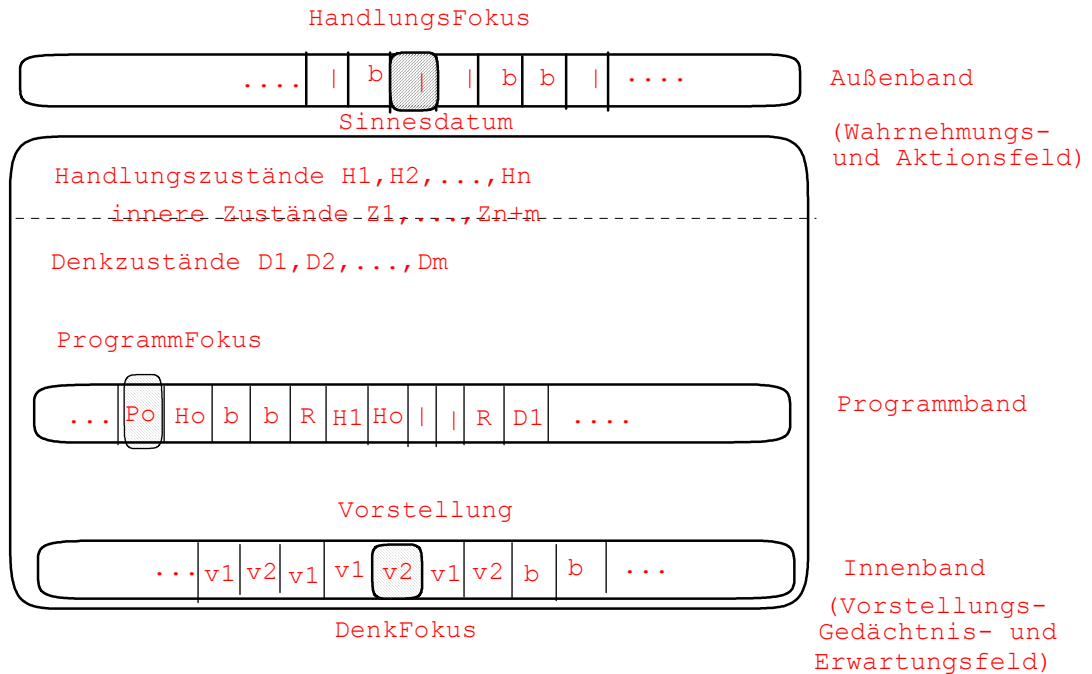 HandlungsFokus
.... | b | | b b | ....
Außenband
Sinnesdatum
(Wahrnehmungs-
und Aktionsfeld)
Handlungszustände H1,H2,...,Hn
innere Zustände Z1,...,Zn+m
Denkzustände D1,D2,...,Dm
ProgrammFokus
... Po Ho b b R H1 Ho | | R D1 ....
Programmband
Vorstellung
... v1 v2 v1 v1 v2 v1 v2 b b ...
Innenband
(Vorstellungs-
Gedächtnis- und
Erwartungsfeld)
DenkFokus